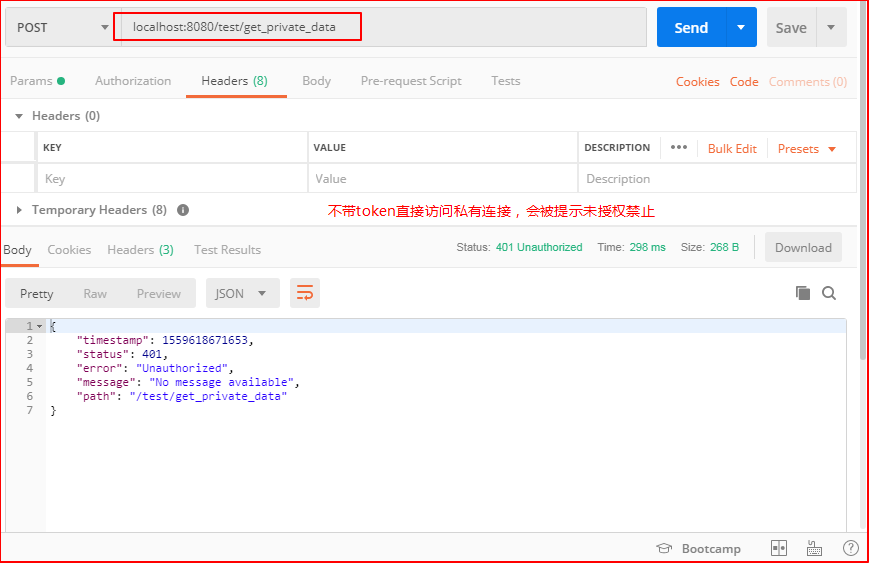 POST localhost:8080/test/get_private_data Send Save
Params Authorization Headers (8) Body Pre-request Script Tests Cookies Code Comments (0)
Headers (0)
KEY VALUE DESCRIPTION ••• Bulk Edit Presets
Key Value Description
Temporary Headers (8) i 不带token直接访问私有连接，会被提示未授权禁止
Body Cookies Headers (3) Test Results Status: 401 Unauthorized Time: 298 ms Size: 268 B Download
Pretty Raw Preview JSON
1 {
2 "timestamp": 1559618671653,
3 "status": 401,
4 "error": "Unauthorized",
5 "message": "No message available",
6 "path": "/test/get_private_data"
7 }
Bootcamp ?